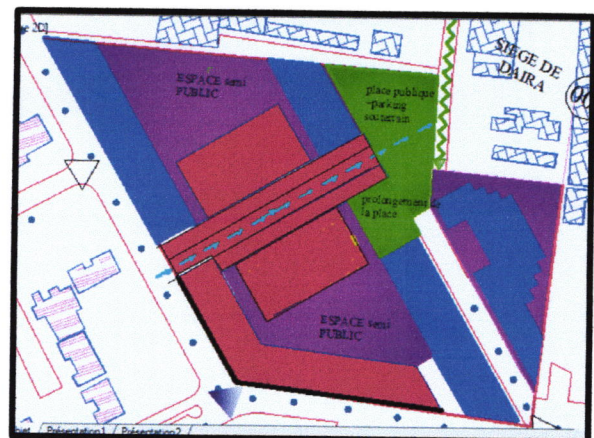 2D]
ESPACE semi
PUBLIC
place publique
-parking
souterrain
SIEGE DE
DAIRA
prolongement de
la place
ESPACE semi
PUBLIC
Présentation1 / Présentation2 /